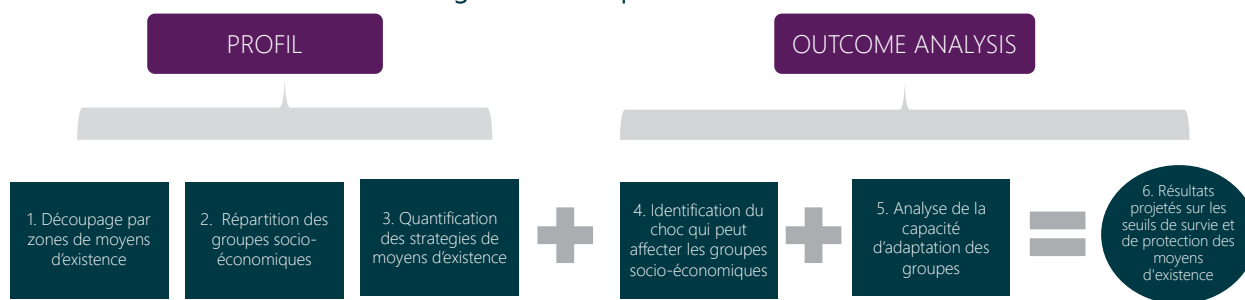 PROFIL
OUTCOME ANALYSIS
1. Découpage par
zones de moyens
d'existence
2. Répartition des
groupes socio-
économiques
3. Quantification
des strategies de
moyens d'existence
4. Identification du
choc qui peut
affecter les groupes
socio-économiques
5. Analyse de la
capacité
d'adaptation des
groupes
6. Résultats
projetés sur les
seuils de survie et
de protection des
moyens
d'existence